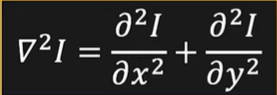 ∇²I = ∂²I/∂x² + ∂²I/∂y²